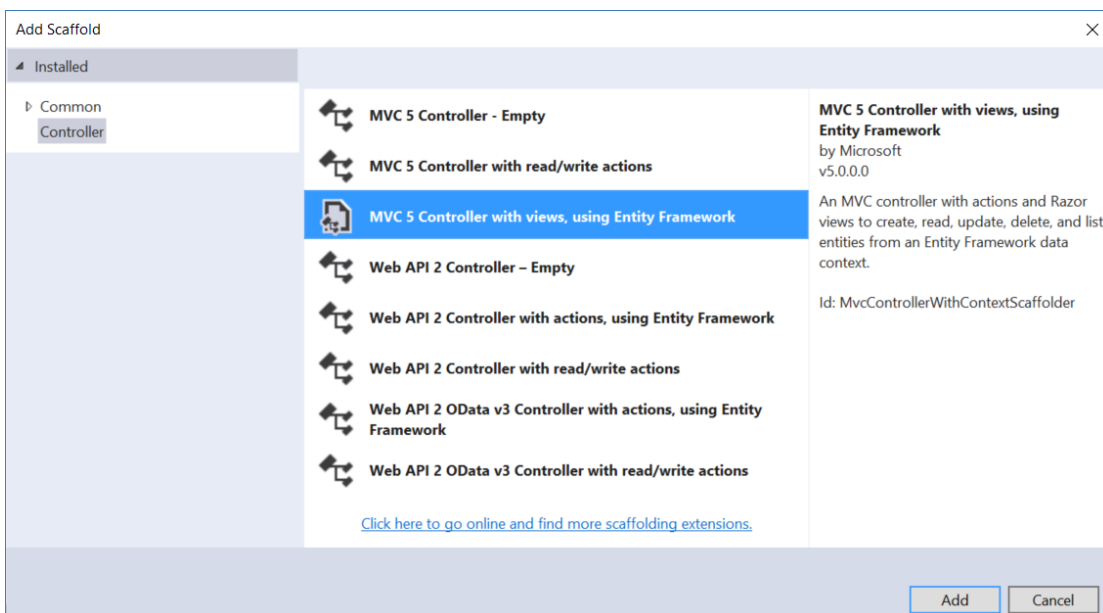 Add Scaffold
Installed
Common
Controller
MVC 5 Controller - Empty
MVC 5 Controller with read/write actions
MVC 5 Controller with views, using Entity Framework
Web API 2 Controller – Empty
Web API 2 Controller with actions, using Entity Framework
Web API 2 Controller with read/write actions
Web API 2 OData v3 Controller with actions, using Entity
Framework
Web API 2 OData v3 Controller with read/write actions
Click here to go online and find more scaffolding extensions.
MVC 5 Controller with views, using
Entity Framework
by Microsoft
v5.0.0.0
An MVC controller with actions and Razor
views to create, read, update, delete, and list
entities from an Entity Framework data
context.
Id: MvcControllerWithContextScaffolder
Add
Cancel